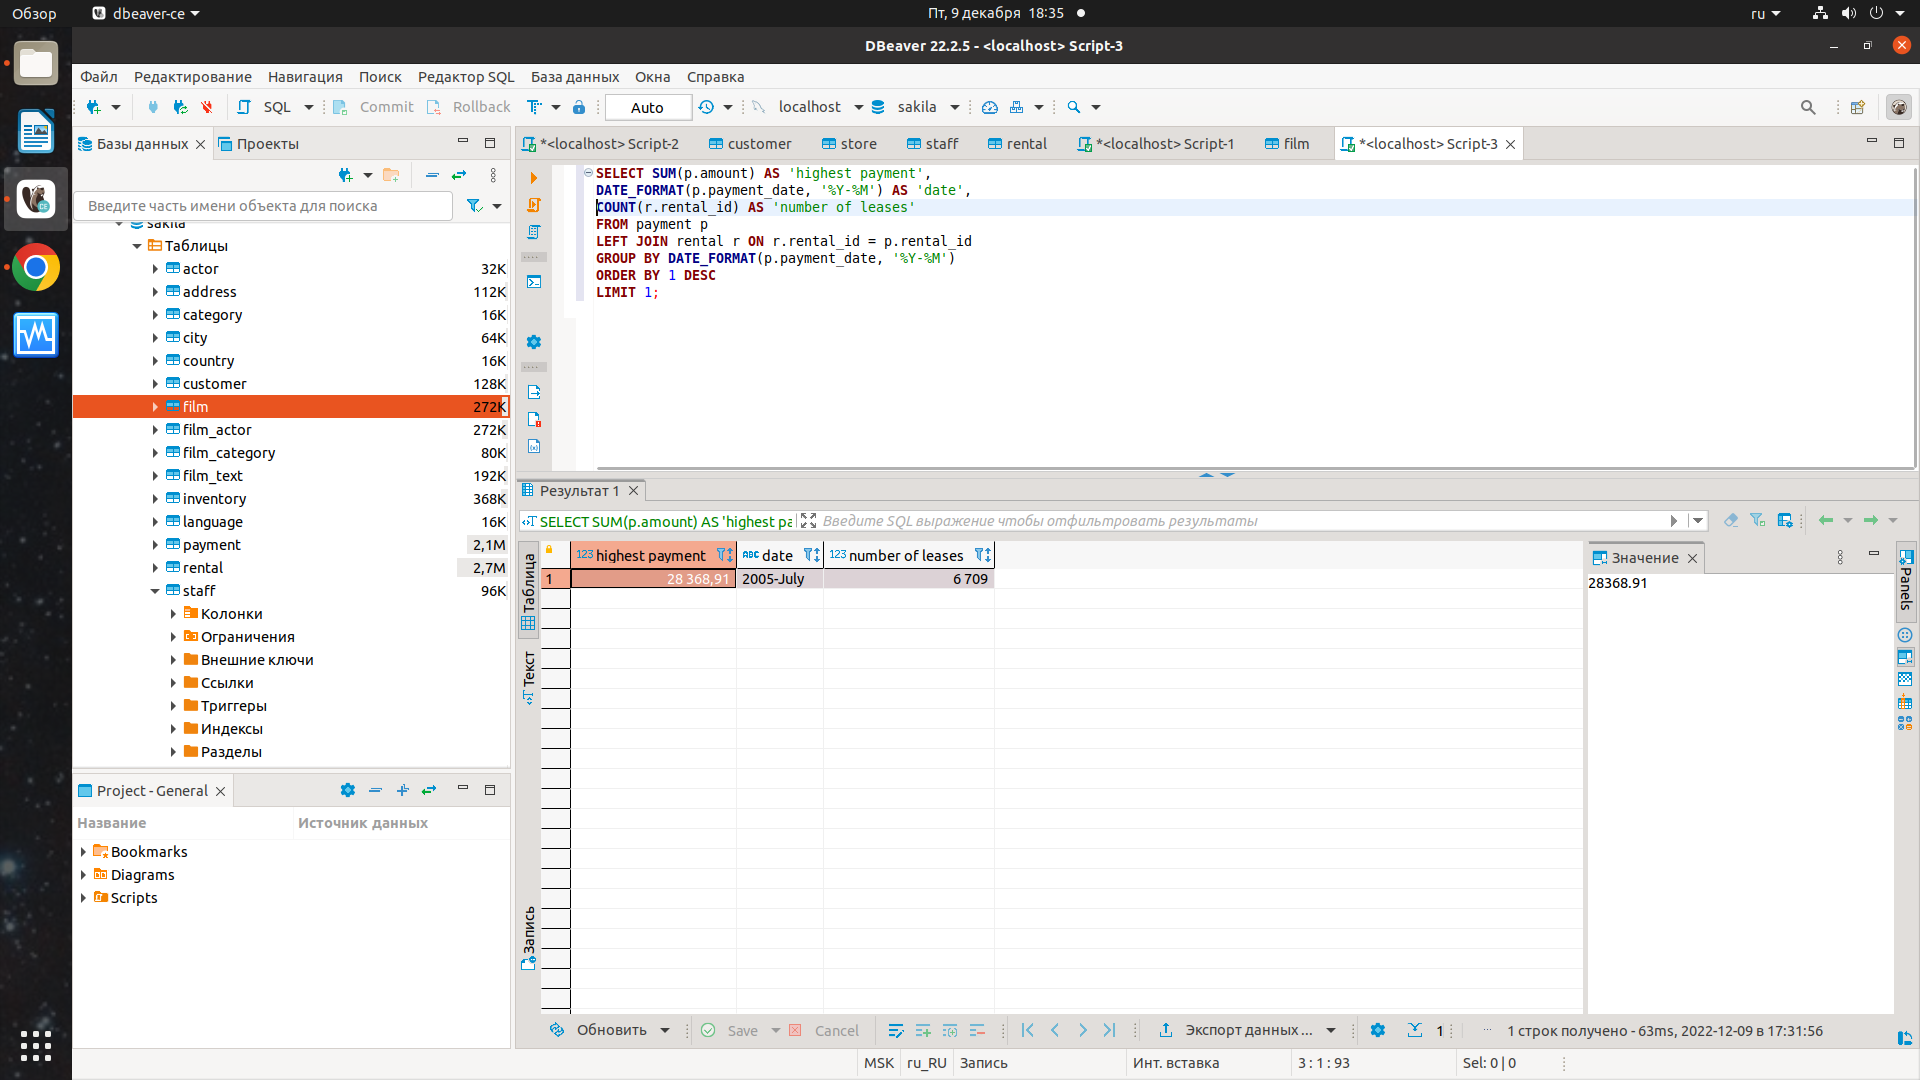 Обзор dbeaver-ce Пт, 9 декабря 18:35 ru
DBeaver 22.2.5 - <localhost> Script-3
Файл Редактирование Навигация Поиск Редактор SQL База данных Окна Справка
SQL Commit Rollback Auto localhost sakila
Базы данных Проекты
Введите часть имени объекта для поиска
sakila
Таблицы
actor 32K
address 112K
category 16K
city 64K
country 16K
customer 128K
film 272K
film_actor 272K
film_category 80K
film_text 192K
inventory 368K
language 16K
payment 2,1M
rental 2,7M
staff 96K
Колонки
Ограничения
Внешние ключи
Ссылки
Триггеры
Индексы
Разделы
Project - General
Название Источник данных
Bookmarks
Diagrams
Scripts
*<localhost> Script-2 customer store staff rental *<localhost> Script-1 film *<localhost> Script-3
SELECT SUM(p.amount) AS 'highest payment',
DATE_FORMAT(p.payment_date, '%Y-%M') AS 'date',
COUNT(r.rental_id) AS 'number of leases'
FROM payment p
LEFT JOIN rental r ON r.rental_id = p.rental_id
GROUP BY DATE_FORMAT(p.payment_date, '%Y-%M')
ORDER BY 1 DESC
LIMIT 1;
Результат 1
SELECT SUM(p.amount) AS 'highest pa Введите SQL выражение чтобы отфильтровать результаты
Таблица
Текст
Запись
123 highest payment ABC date 123 number of leases
1 28 368,91 2005-July 6 709
Значение
28368.91
Panels
Обновить Save Cancel Экспорт данных ... 1 1 строк получено - 63ms, 2022-12-09 в 17:31:56
MSK ru_RU Запись Инт. вставка 3 : 1 : 93 Sel: 0 | 0